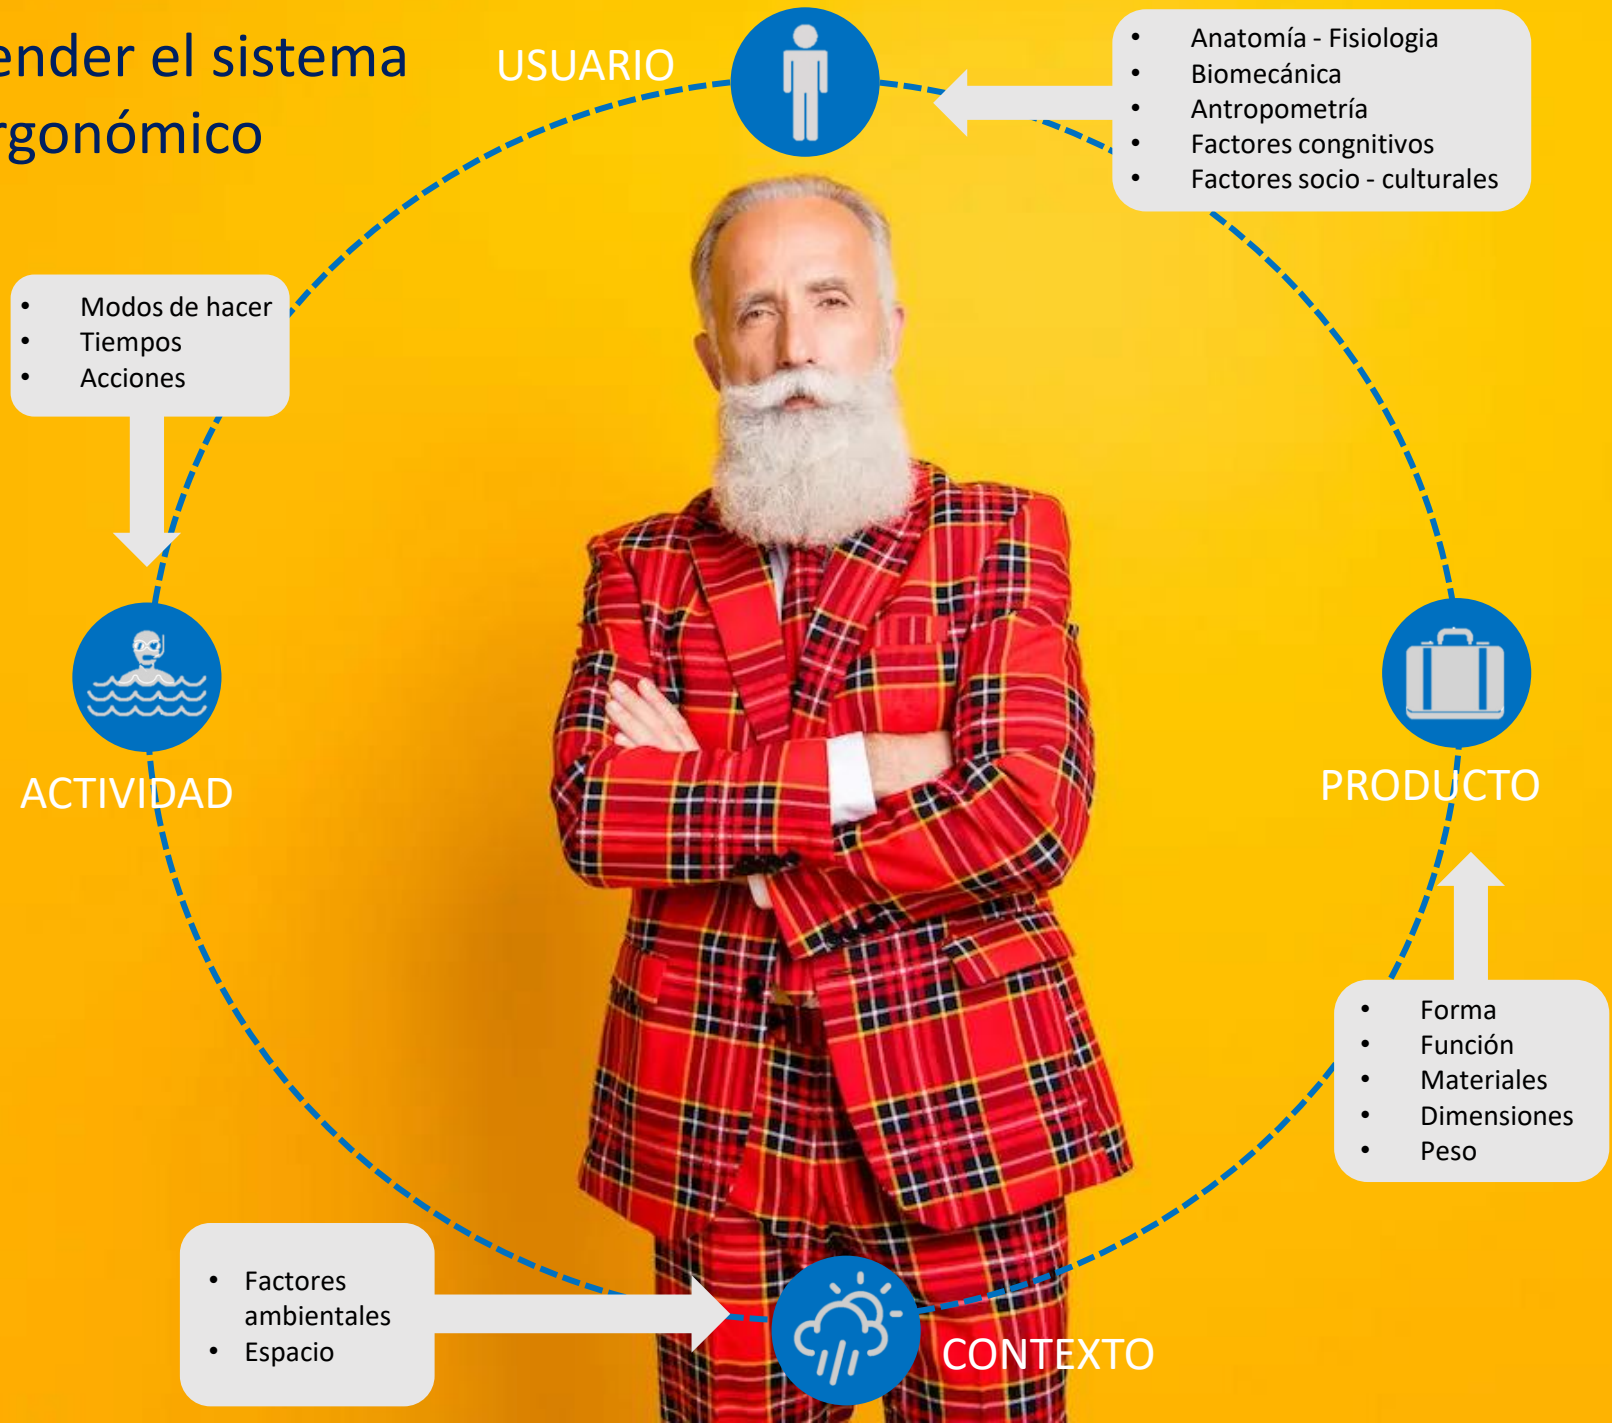 ender el sistema
rgonómico
USUARIO
• Anatomía - Fisiologia
• Biomecánica
• Antropometría
• Factores congnitivos
• Factores socio - culturales
• Modos de hacer
• Tiempos
• Acciones
ACTIVIDAD
PRODUCTO
• Forma
• Función
• Materiales
• Dimensiones
• Peso
• Factores
ambientales
• Espacio
CONTEXTO